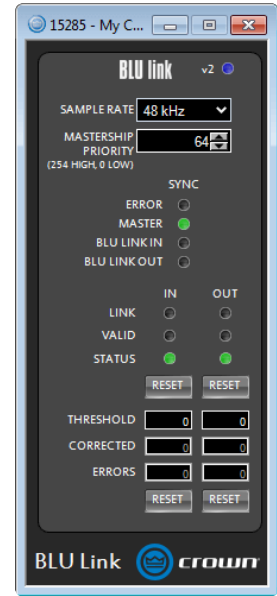 15285 - My C...
BLU link v2
SAMPLE RATE 48 kHz
MASTERSHIP
PRIORITY 64
(254 HIGH, 0 LOW)
SYNC
ERROR
MASTER
BLU LINK IN
BLU LINK OUT
IN OUT
LINK
VALID
STATUS
RESET RESET
THRESHOLD 0 0
CORRECTED 0 0
ERRORS 0 0
RESET RESET
BLU Link crown